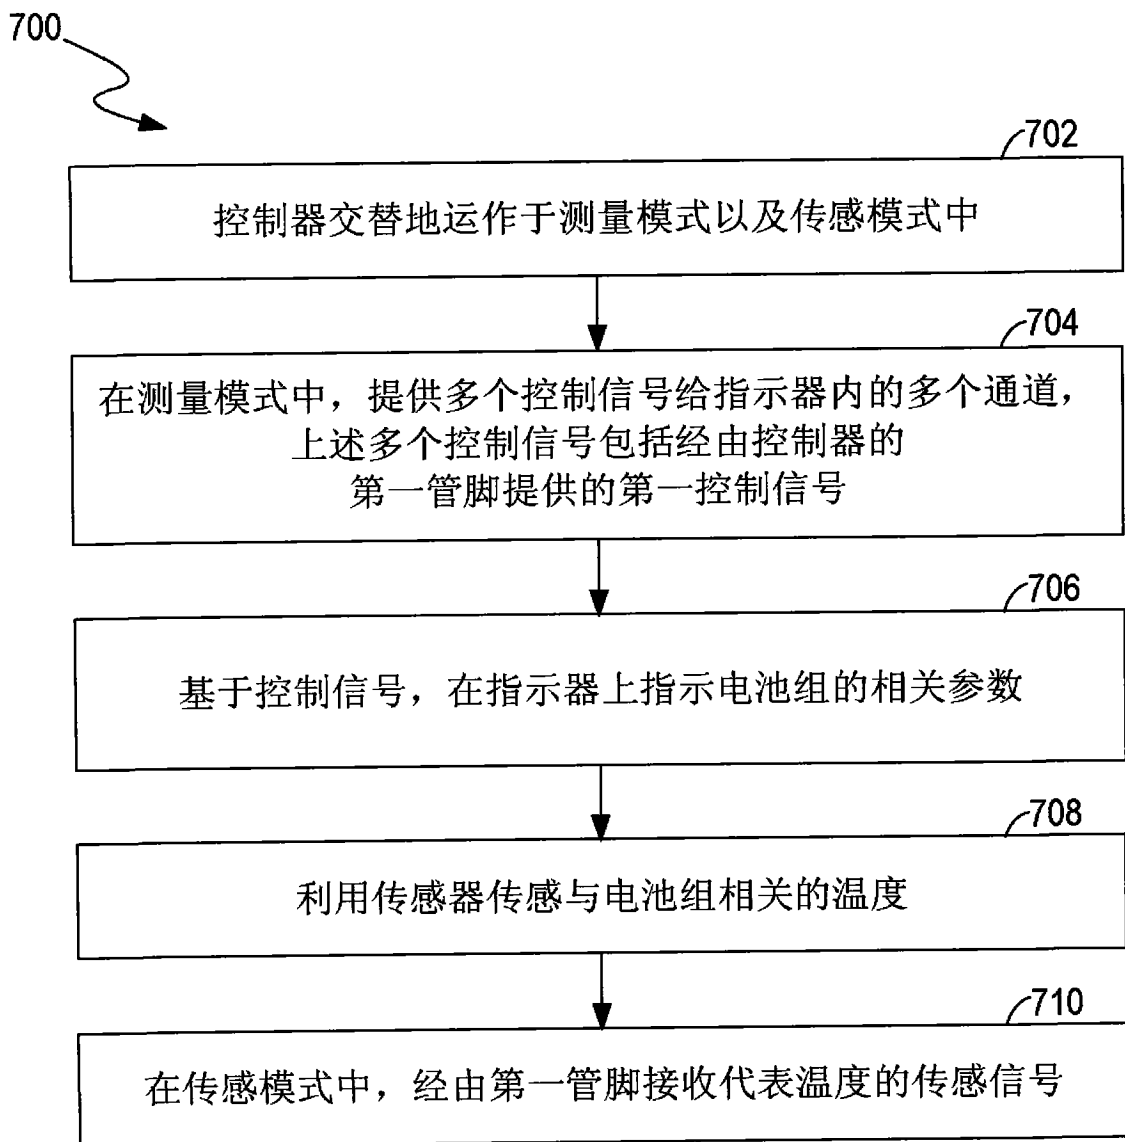 700
702
控制器交替地运作于测量模式以及传感模式中
704
在测量模式中，提供多个控制信号给指示器内的多个通道，
上述多个控制信号包括经由控制器的
第一管脚提供的第一控制信号
706
基于控制信号，在指示器上指示电池组的相关参数
708
利用传感器传感与电池组相关的温度
710
在传感模式中，经由第一管脚接收代表温度的传感信号